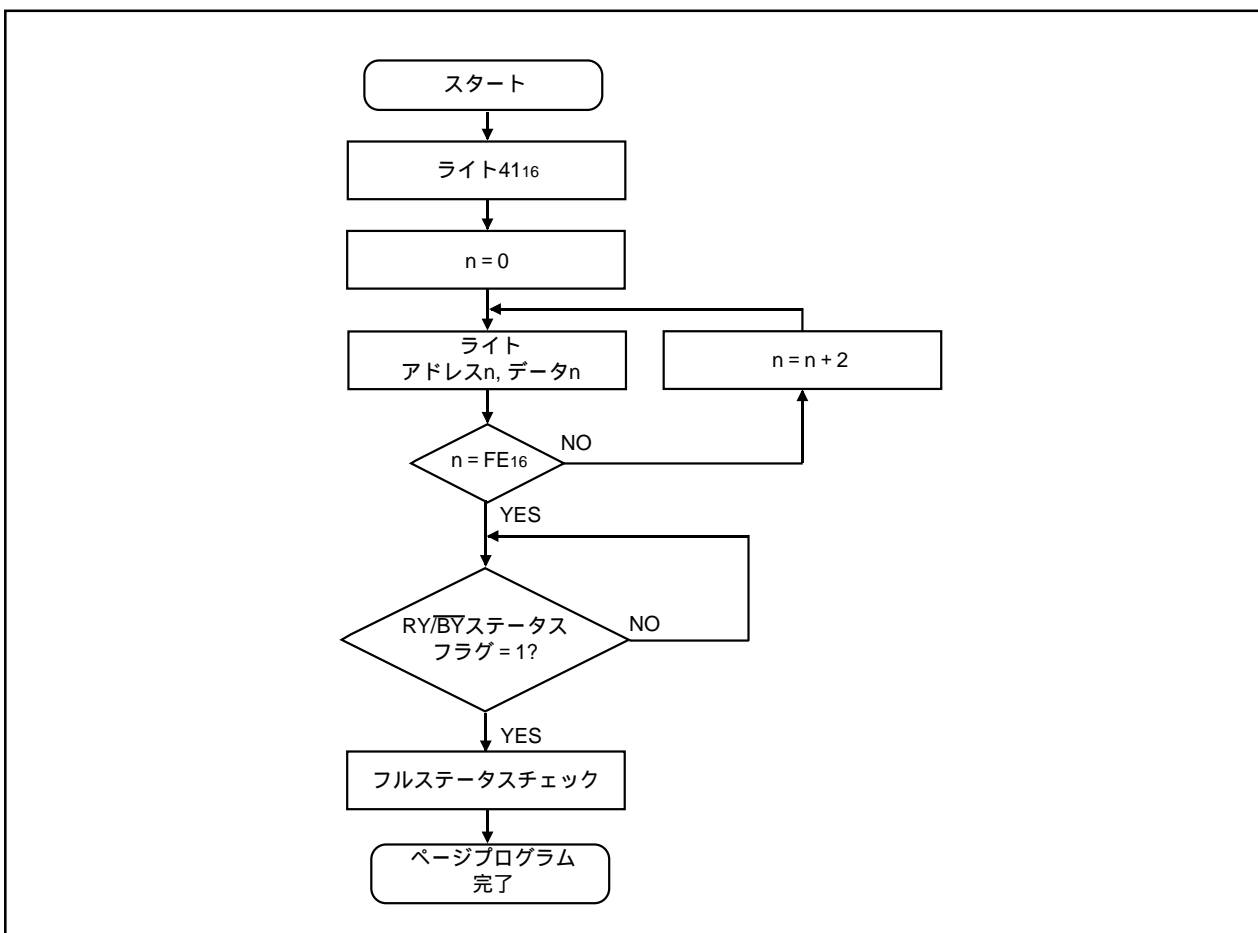 スタート
ライト41₁₆
n = 0
ライト
アドレスn, データn
n = n + 2
n = FE₁₆
NO
YES
RY/B̅Y̅ステータス
フラグ = 1?
NO
YES
フルステータスチェック
ページプログラム
完了